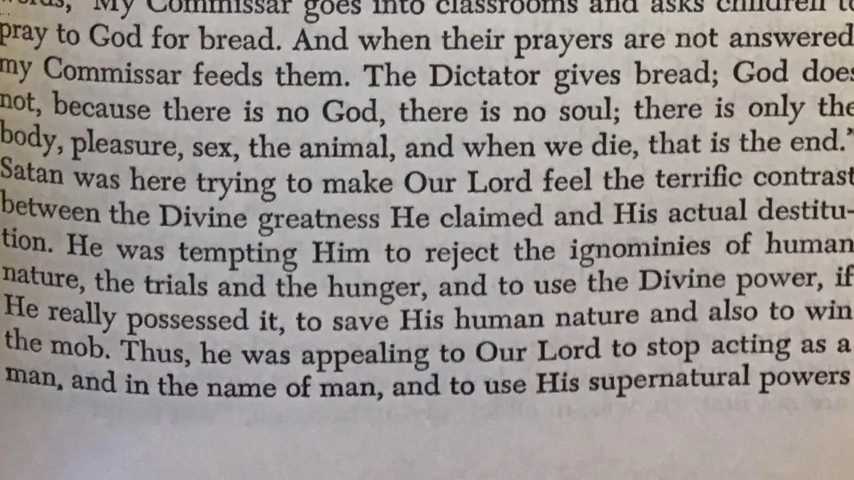 "My Commissar goes into classrooms and asks children to
pray to God for bread. And when their prayers are not answered
my Commissar feeds them. The Dictator gives bread; God does
not, because there is no God, there is no soul; there is only the
body, pleasure, sex, the animal, and when we die, that is the end."
Satan was here trying to make Our Lord feel the terrific contrast
between the Divine greatness He claimed and His actual destitu-
tion. He was tempting Him to reject the ignominies of human
nature, the trials and the hunger, and to use the Divine power, if
He really possessed it, to save His human nature and also to win
the mob. Thus, he was appealing to Our Lord to stop acting as a
man, and in the name of man, and to use His supernatural powers